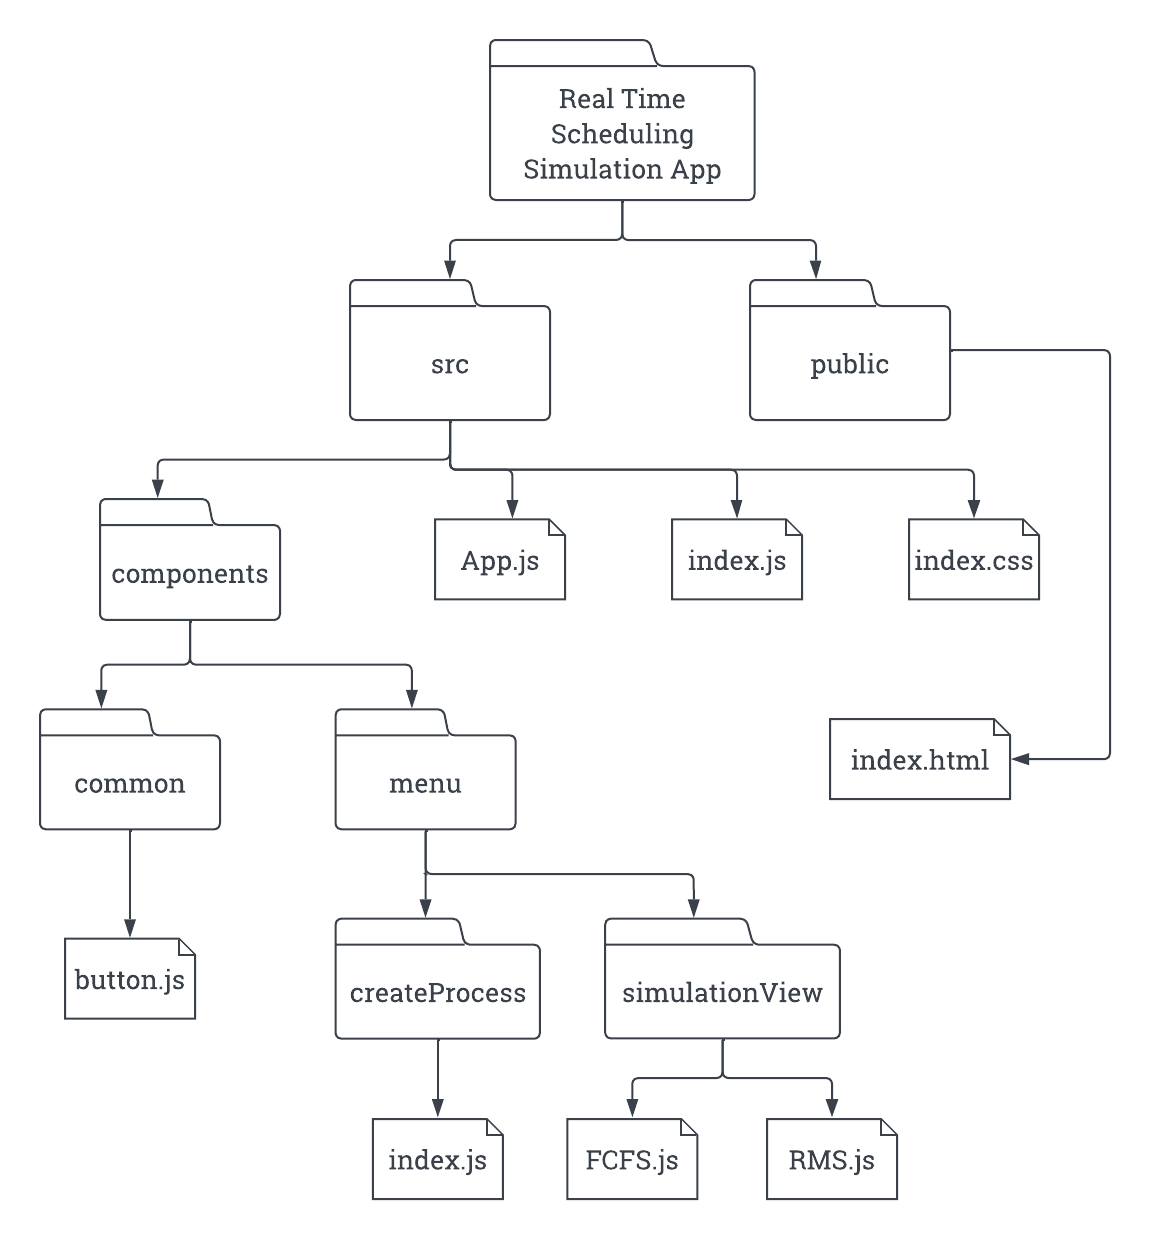 Real Time
Scheduling
Simulation App
src
public
components
App.js
index.js
index.css
common
menu
index.html
button.js
createProcess
simulationView
index.js
FCFS.js
RMS.js